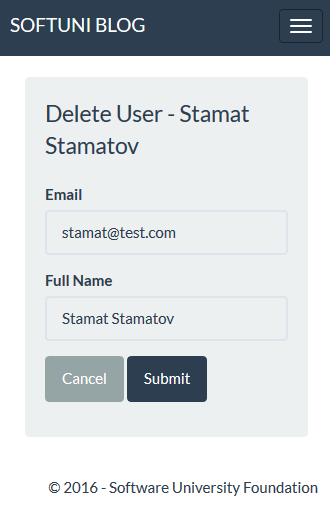 SOFTUNI BLOG
Delete User - Stamat
Stamatov
Email
stamat@test.com
Full Name
Stamat Stamatov
Cancel Submit
© 2016 - Software University Foundation